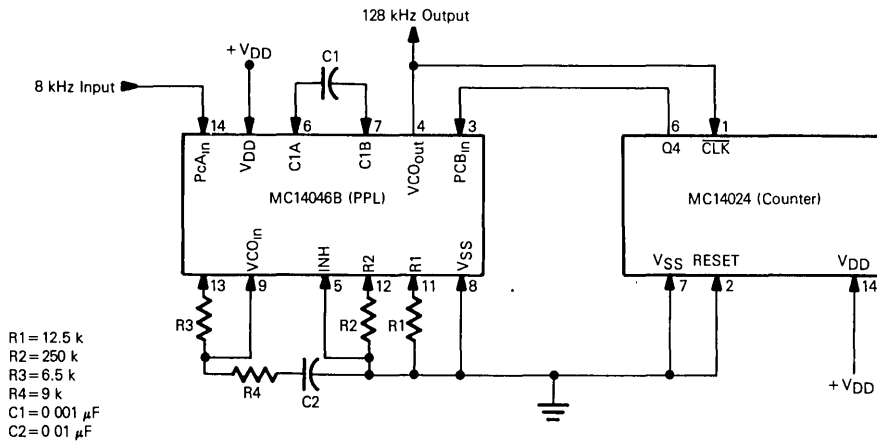 128 kHz Output
+VDD
C1
8 kHz Input
14
6
7
4
3
6
1
PcAIn
VDD
C1A
C1B
VCOout
PCBIn
Q4
CLK
MC14046B (PPL)
MC14024 (Counter)
VCOIn
INH
R2
R1
VSS
VSS RESET
VDD
13
9
5
12
11
8
7
2
14
R3
R2
R1
R4
C2
+VDD
R1=12.5 k
R2=250 k
R3=6.5 k
R4=9 k
C1=0 001 µF
C2=0 01 µF